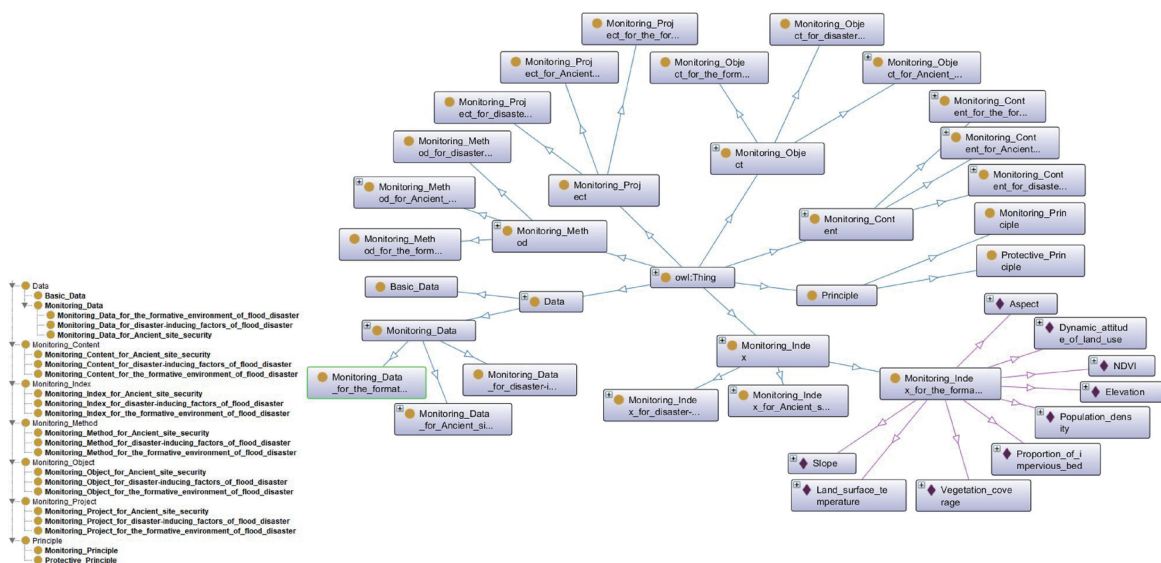 Data
Basic_Data
Monitoring_Data
Monitoring_Data_for_the_formative_environment_of_flood_disaster
Monitoring_Data_for_disaster-inducing_factors_of_flood_disaster
Monitoring_Data_for_Ancient_site_security
Monitoring_Content
Monitoring_Content_for_Ancient_site_security
Monitoring_Content_for_disaster-inducing_factors_of_flood_disaster
Monitoring_Content_for_the_formative_environment_of_flood_disaster
Monitoring_Index
Monitoring_Index_for_Ancient_site_security
Monitoring_Index_for_disaster-inducing_factors_of_flood_disaster
Monitoring_Index_for_the_formative_environment_of_flood_disaster
Monitoring_Method
Monitoring_Method_for_Ancient_site_security
Monitoring_Method_for_disaster-inducing_factors_of_flood_disaster
Monitoring_Method_for_the_formative_environment_of_flood_disaster
Monitoring_Object
Monitoring_Object_for_Ancient_site_security
Monitoring_Object_for_disaster-inducing_factors_of_flood_disaster
Monitoring_Object_for_the_formative_environment_of_flood_disaster
Monitoring_Project
Monitoring_Project_for_Ancient_site_security
Monitoring_Project_for_disaster-inducing_factors_of_flood_disaster
Monitoring_Project_for_the_formative_environment_of_flood_disaster
Principle
Monitoring_Principle
Protective_Principle
Monitoring_Proj
ect_for_the_for...
Monitoring_Obje
ct_for_disaster...
Monitoring_Proj
ect_for_Ancient...
Monitoring_Obje
ct_for_the_form...
Monitoring_Obje
ct_for_Ancient_...
Monitoring_Proj
ect_for_disaste...
Monitoring_Cont
ent_for_the_for...
Monitoring_Meth
od_for_disaster...
Monitoring_Cont
ent_for_Ancient...
Monitoring_Obje
ct
Monitoring_Meth
od_for_Ancient_...
Monitoring_Proj
ect
Monitoring_Cont
ent_for_disaste...
Monitoring_Meth
od_for_the_form...
Monitoring_Meth
od
Monitoring_Cont
ent
Monitoring_Prin
ciple
Protective_Prin
ciple
owl:Thing
Basic_Data
Data
Principle
Aspect
Monitoring_Data
Monitoring_Inde
x
Dynamic_attitud
e_of_land_use
NDVI
Monitoring_Data
_for_the_format...
Monitoring_Data
_for_disaster-i...
Monitoring_Inde
x_for_the_forma...
Elevation
Monitoring_Data
_for_Ancient_si...
Monitoring_Inde
x_for_disaster-...
Monitoring_Inde
x_for_Ancient_s...
Population_den
sity
Slope
Proportion_of_i
mpervious_bed
Land_surface_te
mperature
Vegetation_cove
rage